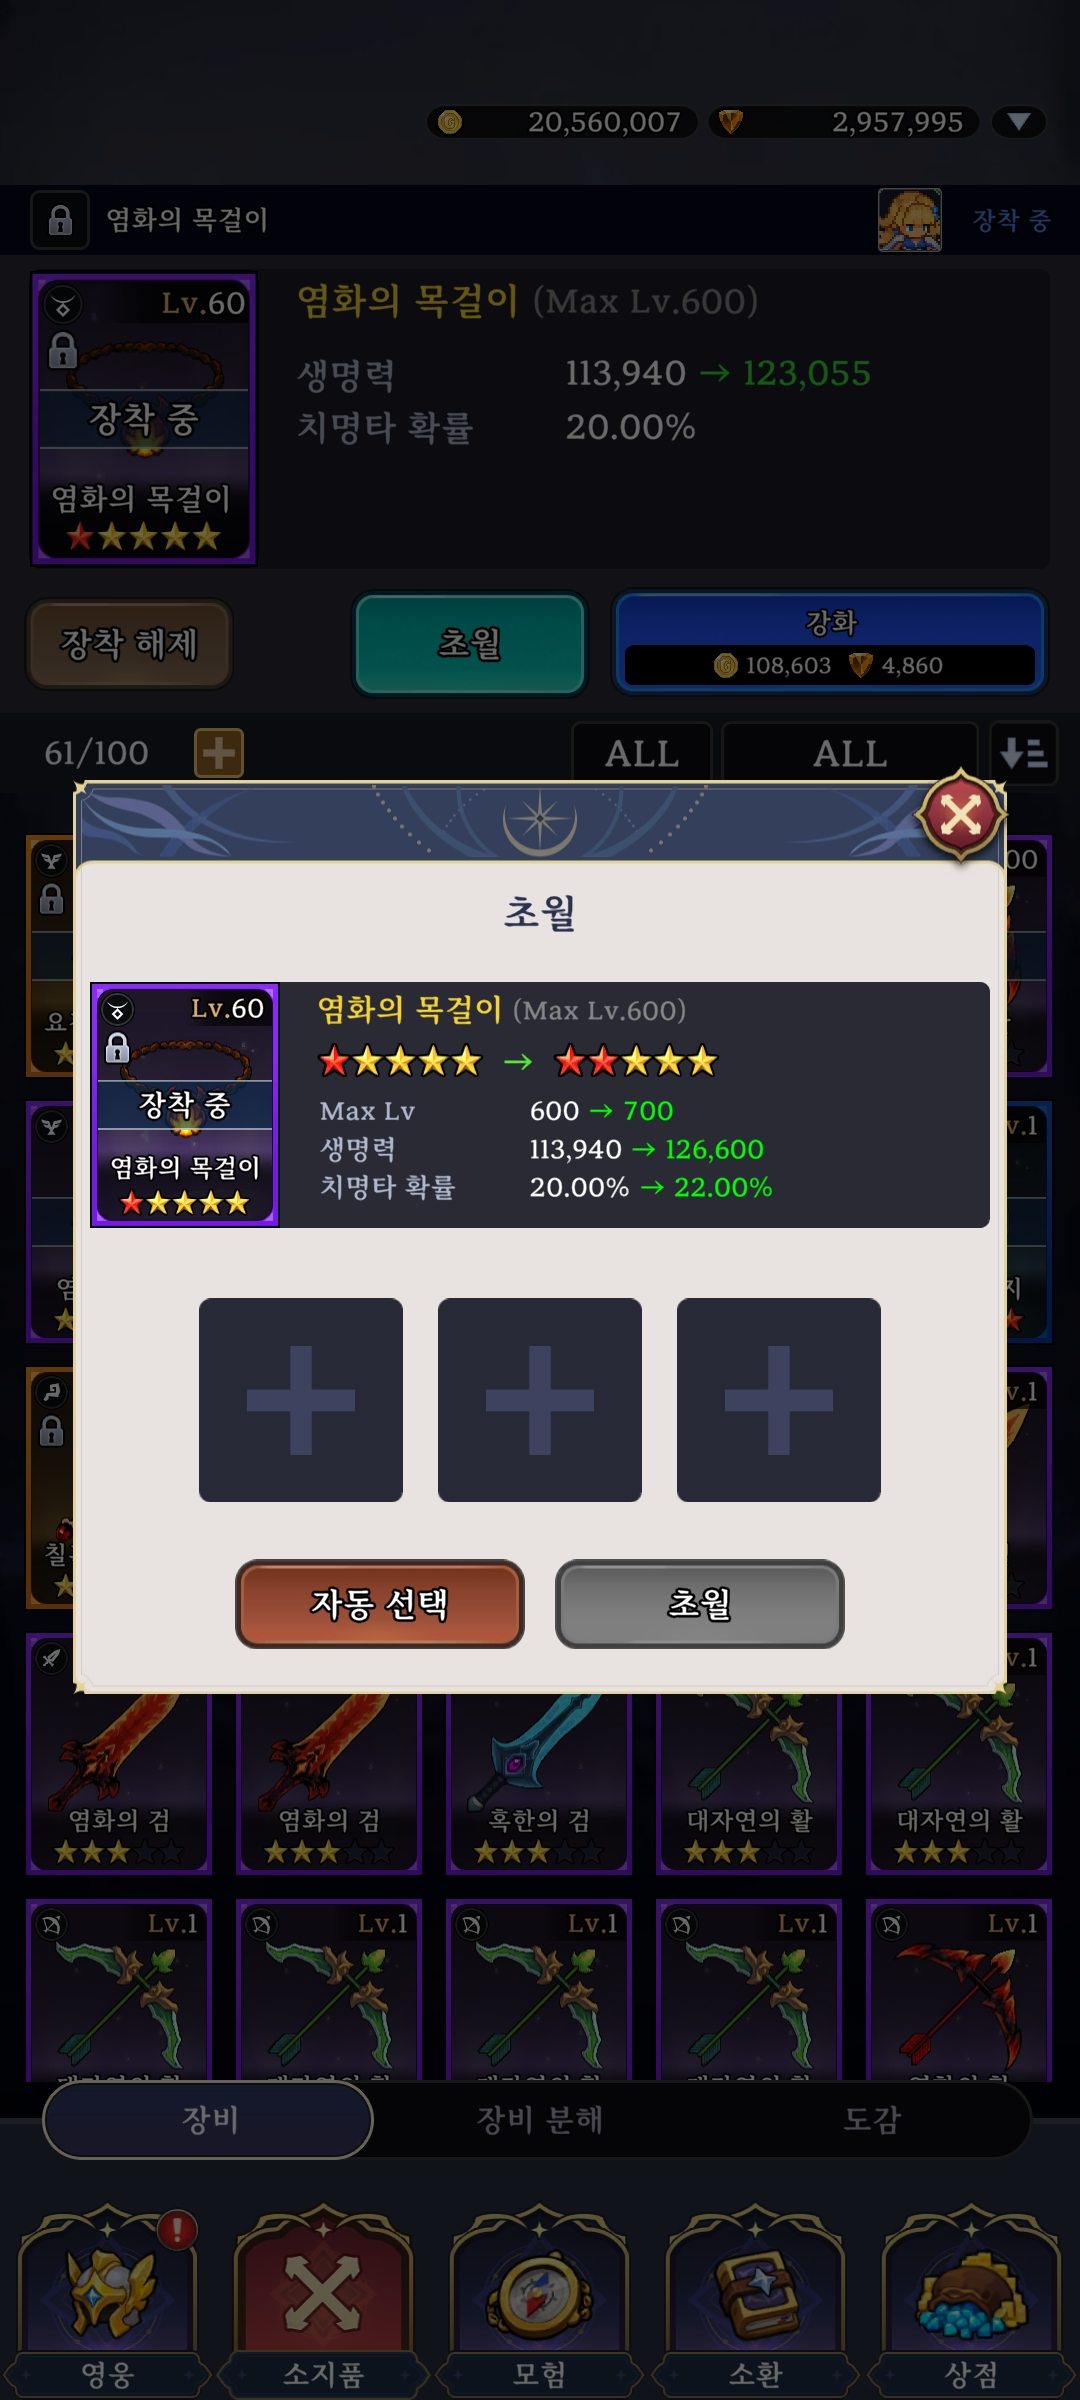 20,560,007 2,957,995
염화의 목걸이 장착 중
Lv.60
장착 중
염화의 목걸이
염화의 목걸이 (Max Lv.600)
생명력 113,940 → 123,055
치명타 확률 20.00%
장착 해제
초월
강화
108,603 4,860
61/100 ALL ALL
초월
Lv.60
장착 중
염화의 목걸이
염화의 목걸이 (Max Lv.600)
→
Max Lv 600 → 700
생명력 113,940 → 126,600
치명타 확률 20.00% → 22.00%
자동 선택 초월
염화의 검 염화의 검 혹한의 검 대자연의 활 대자연의 활
Lv.1 Lv.1 Lv.1 Lv.1 Lv.1
장비 장비 분해 도감
영웅 소지품 모험 소환 상점